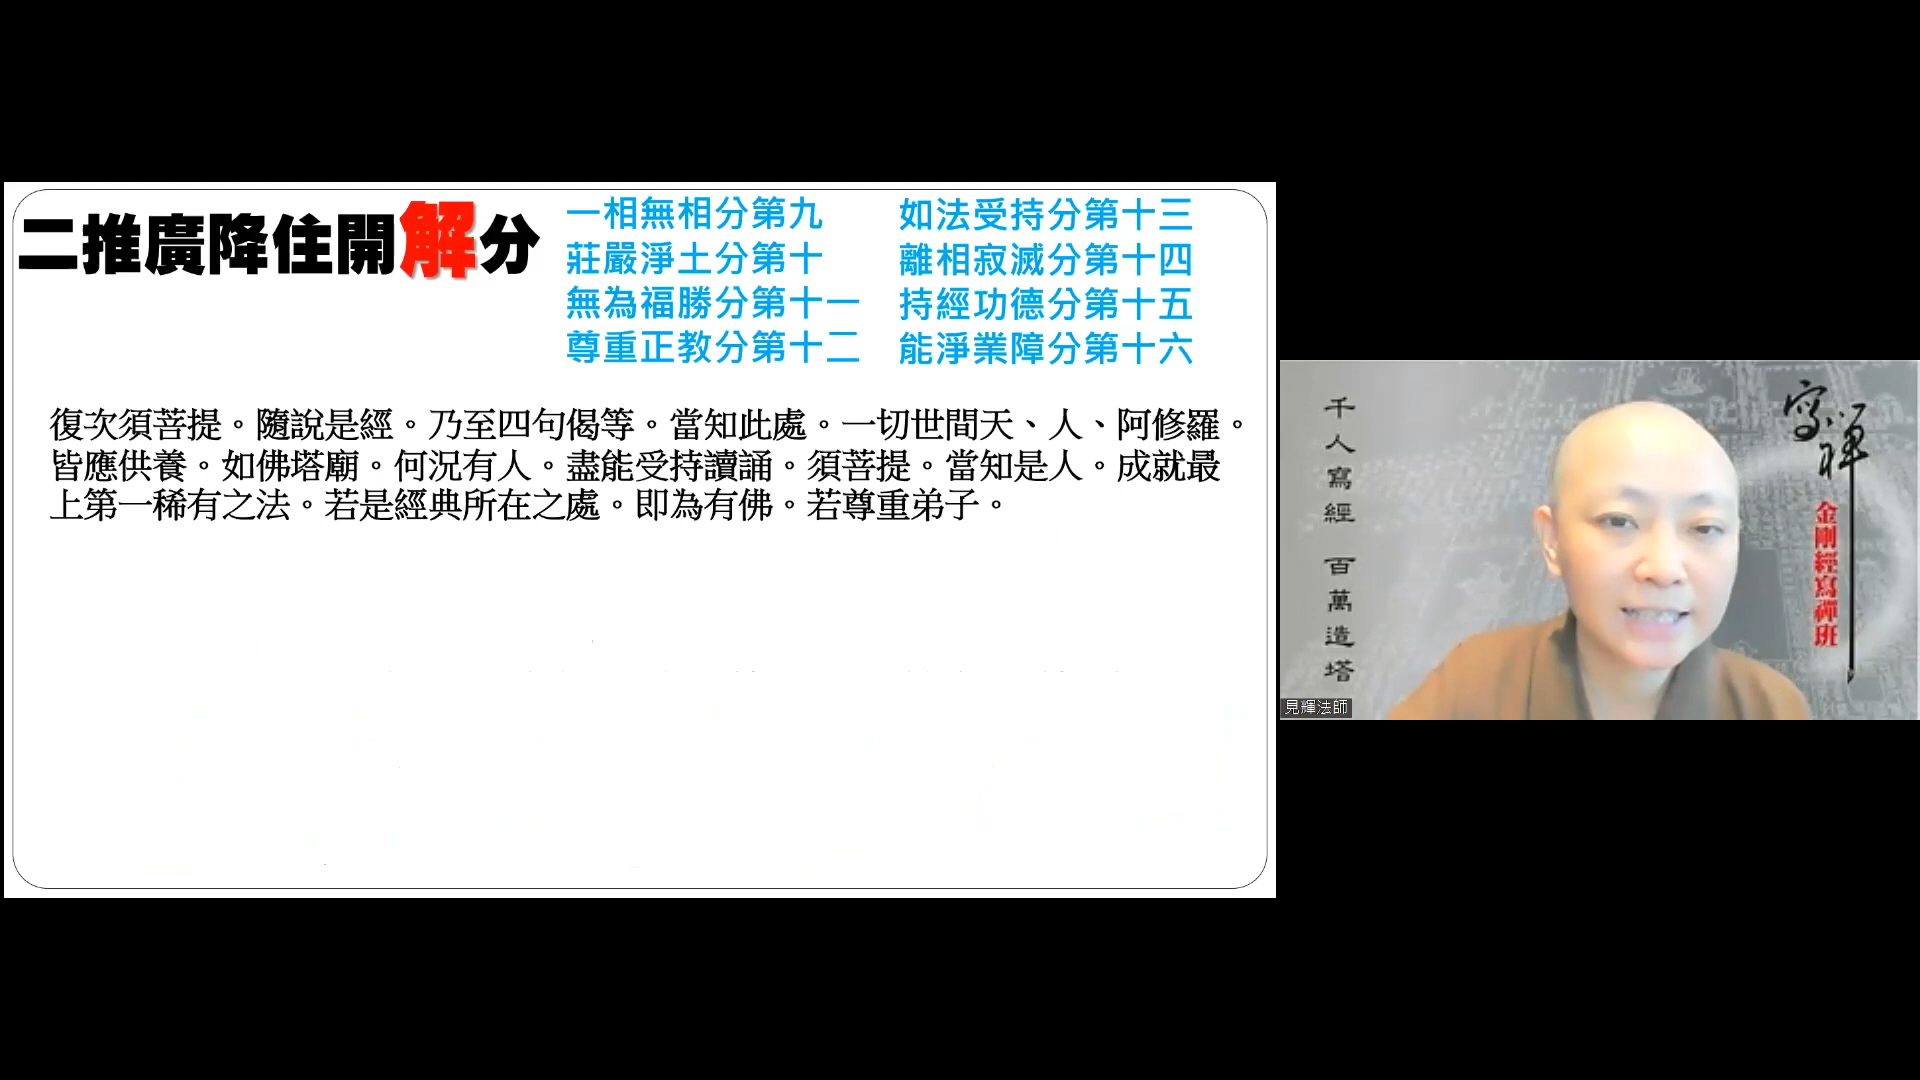 二推廣降住開解分
一相無相分第九
莊嚴淨土分第十
無為福勝分第十一
尊重正教分第十二
如法受持分第十三
離相寂滅分第十四
持經功德分第十五
能淨業障分第十六
復次須菩提。隨說是經。乃至四句偈等。當知此處。一切世間天、人、阿修羅。
皆應供養。如佛塔廟。何況有人。盡能受持讀誦。須菩提。當知是人。成就最
上第一稀有之法。若是經典所在之處。即為有佛。若尊重弟子。
千人寫經 百萬造塔
寫禪
金剛經寫禪班
見輝法師